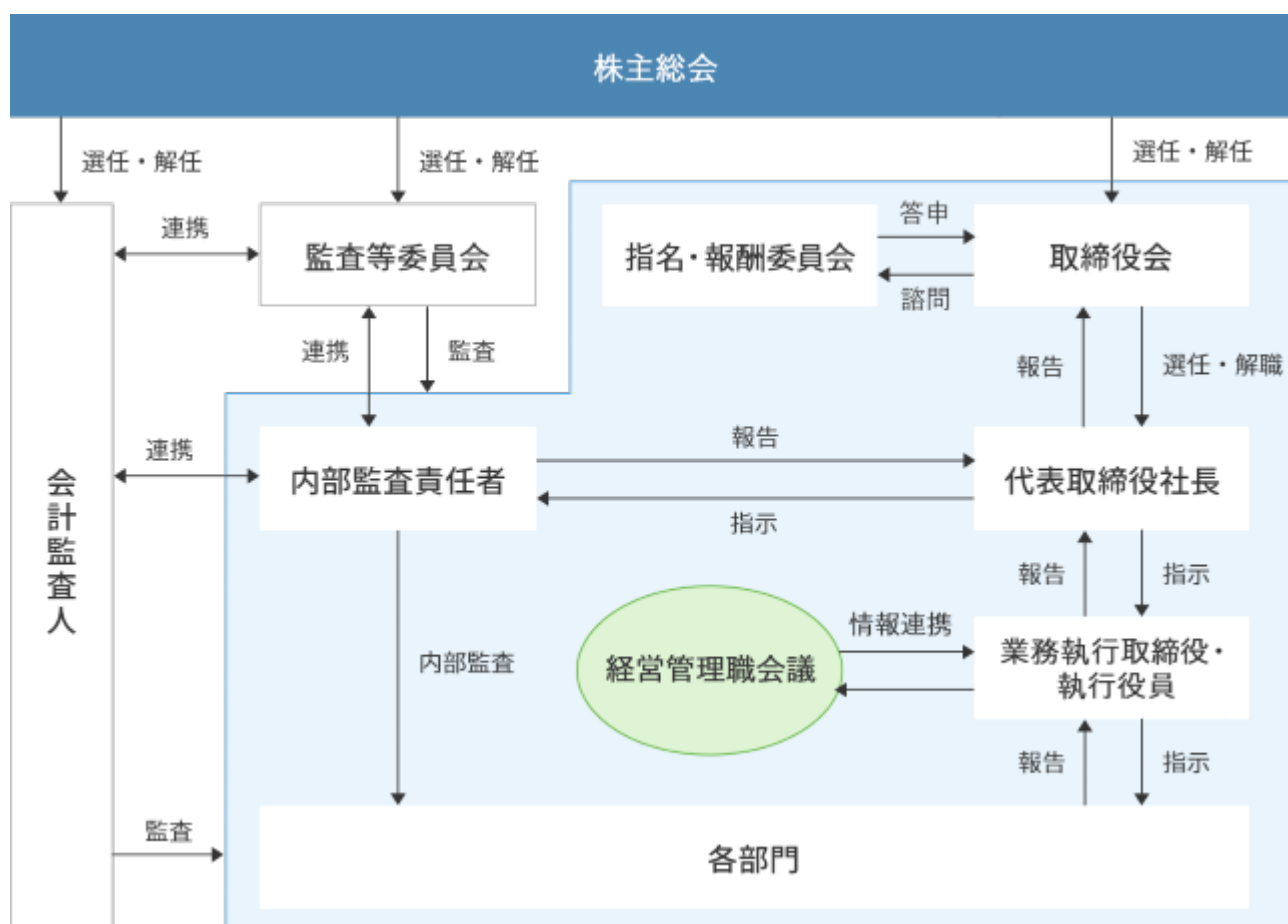 株主総会
選任・解任
選任・解任
選任・解任
連携
監査等委員会
指名・報酬委員会
答申
諮問
取締役会
連携
監査
報告
選任・解職
連携
会計監査人
内部監査責任者
報告
指示
代表取締役社長
報告
指示
内部監査
経営管理職会議
情報連携
業務執行取締役・
執行役員
報告
指示
監査
各部門